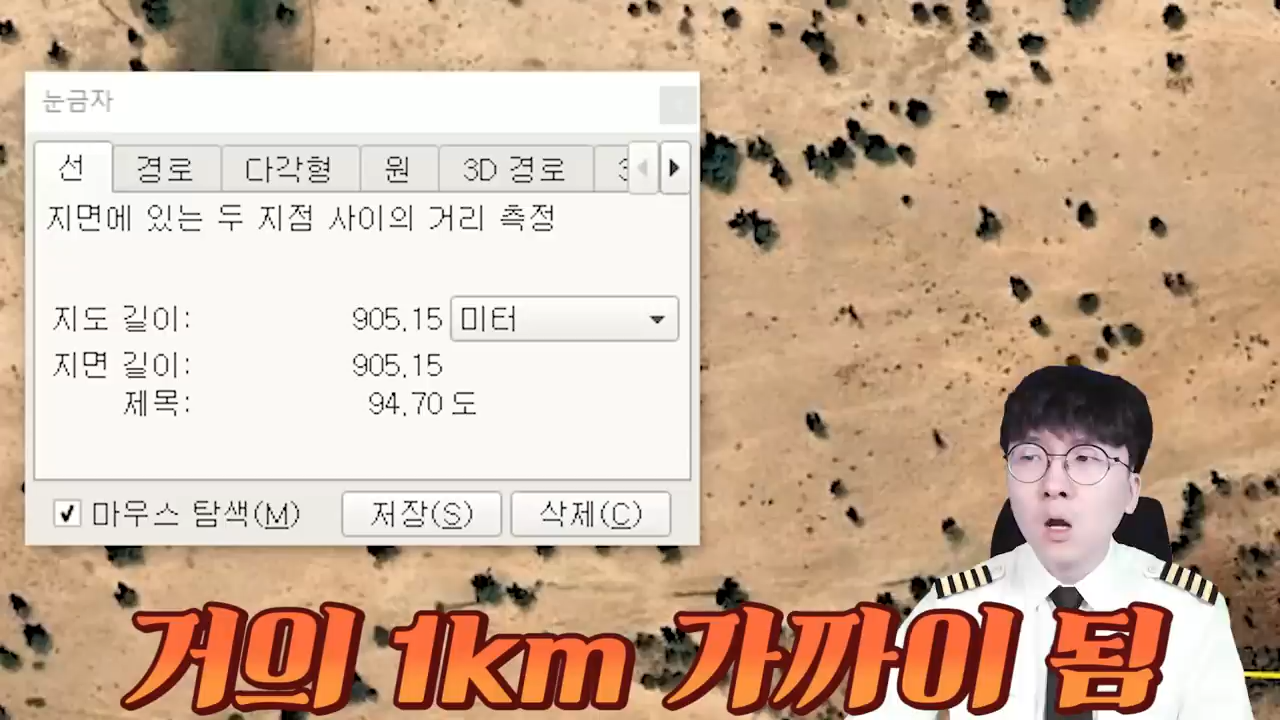 눈금자
선 경로 다각형 원 3D 경로
지면에 있는 두 지점 사이의 거리 측정
지도 길이: 905,15 미터
지면 길이: 905,15
제목: 94,70 도
마우스 탐색(M) 저장(S) 삭제(C)
거의 1km 가까이 됨